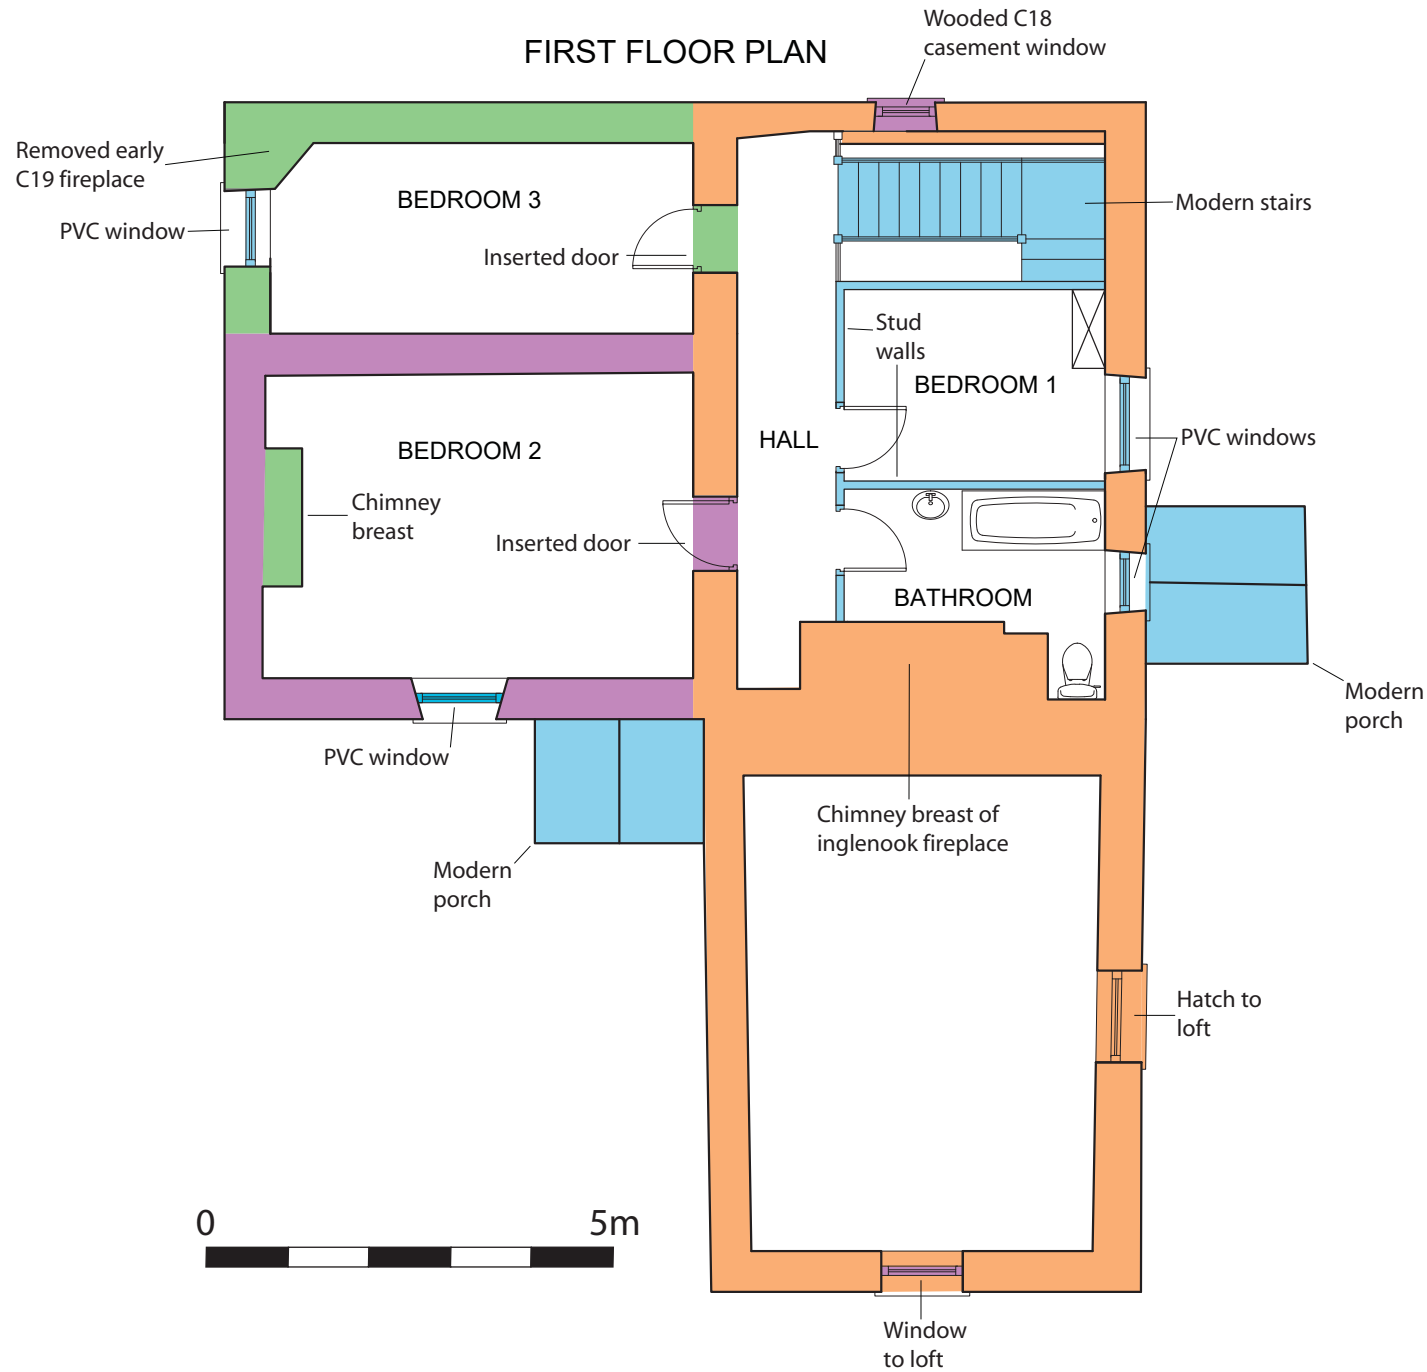 FIRST FLOOR PLAN
Wooded C18
casement window
Removed early
C19 fireplace
BEDROOM 3
PVC window
Inserted door
Modern stairs
Stud
walls
BEDROOM 1
HALL
PVC windows
BEDROOM 2
Chimney
breast
Inserted door
BATHROOM
Modern
porch
PVC window
Chimney breast of
inglenook fireplace
Modern
porch
Hatch to
loft
0
5m
Window
to loft